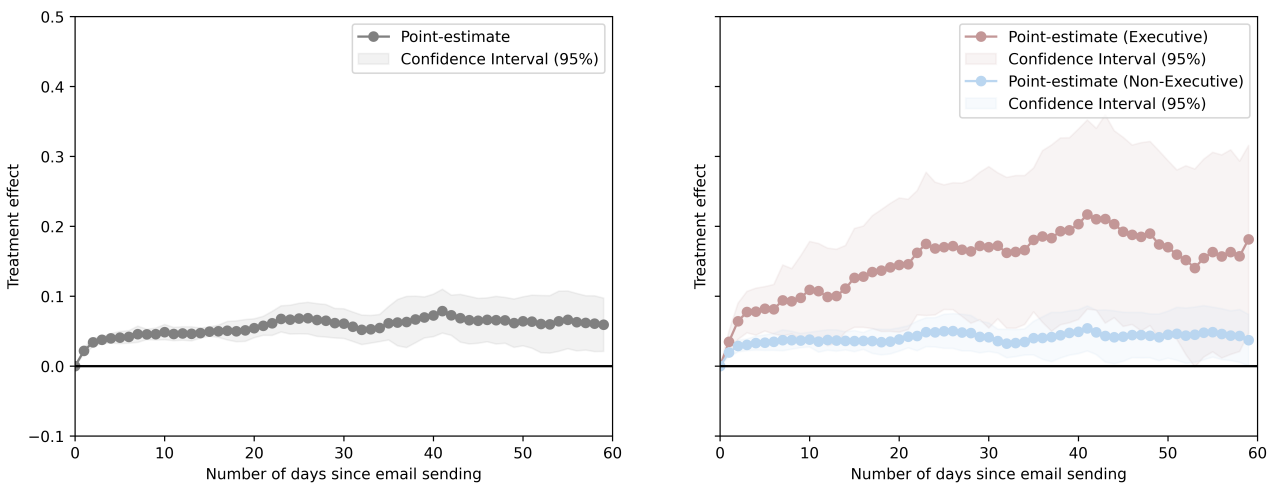 0.5
0.4
0.3
0.2
0.1
0.0
−0.1
Treatment effect
0 10 20 30 40 50 60
Number of days since email sending
Point-estimate
Confidence Interval (95%)
Treatment effect
0 10 20 30 40 50 60
Number of days since email sending
Point-estimate (Executive)
Confidence Interval (95%)
Point-estimate (Non-Executive)
Confidence Interval (95%)